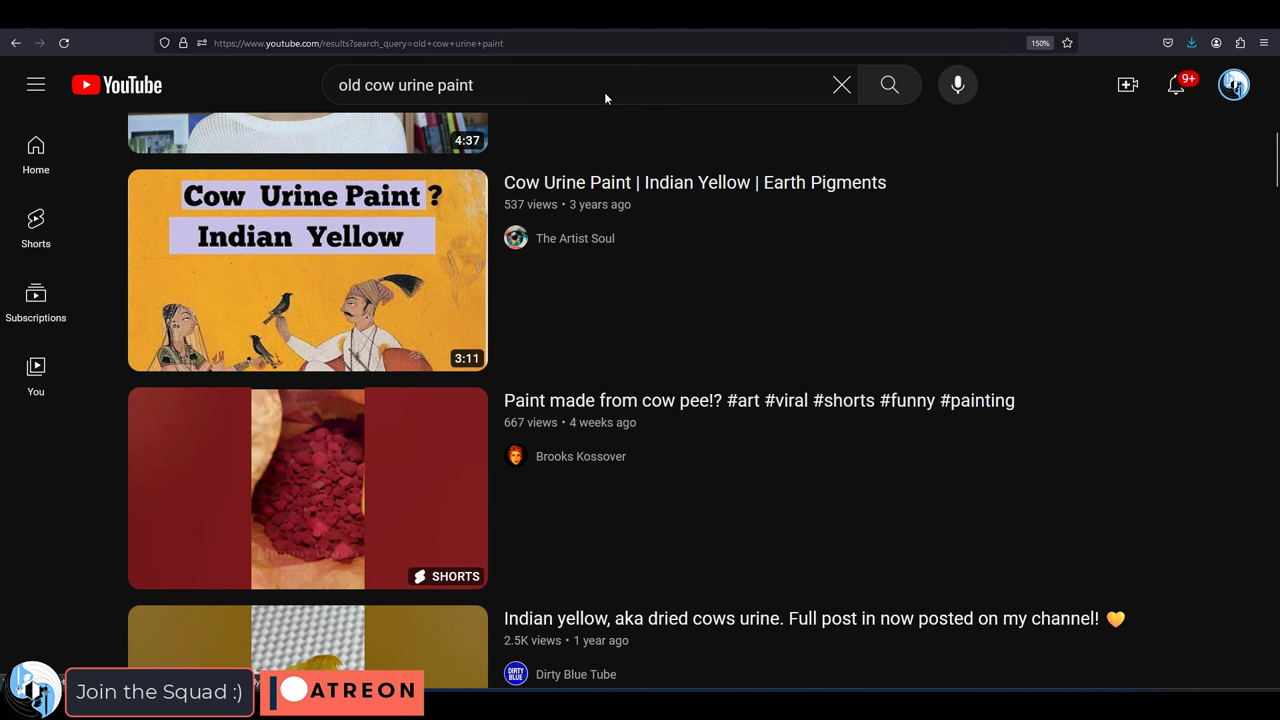 https://www.youtube.com/results?search_query=old+cow+urine+paint
150%
YouTube
old cow urine paint
9+
Home
Shorts
Subscriptions
You
4:37
Cow Urine Paint ?
Indian Yellow
3:11
Cow Urine Paint | Indian Yellow | Earth Pigments
537 views • 3 years ago
The Artist Soul
SHORTS
Paint made from cow pee!? #art #viral #shorts #funny #painting
667 views • 4 weeks ago
Brooks Kossover
Indian yellow, aka dried cows urine. Full post in now posted on my channel! 💛
2.5K views • 1 year ago
DIRTY BLUE
Dirty Blue Tube
Join the Squad :)
PATREON